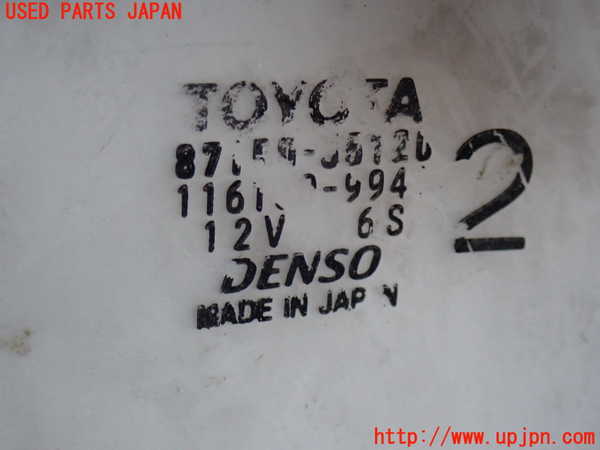 USED PARTS JAPAN
TOYOTA
2
12V 6S
DENSO
MADE IN JAPAN
http://www.upjpn.com/